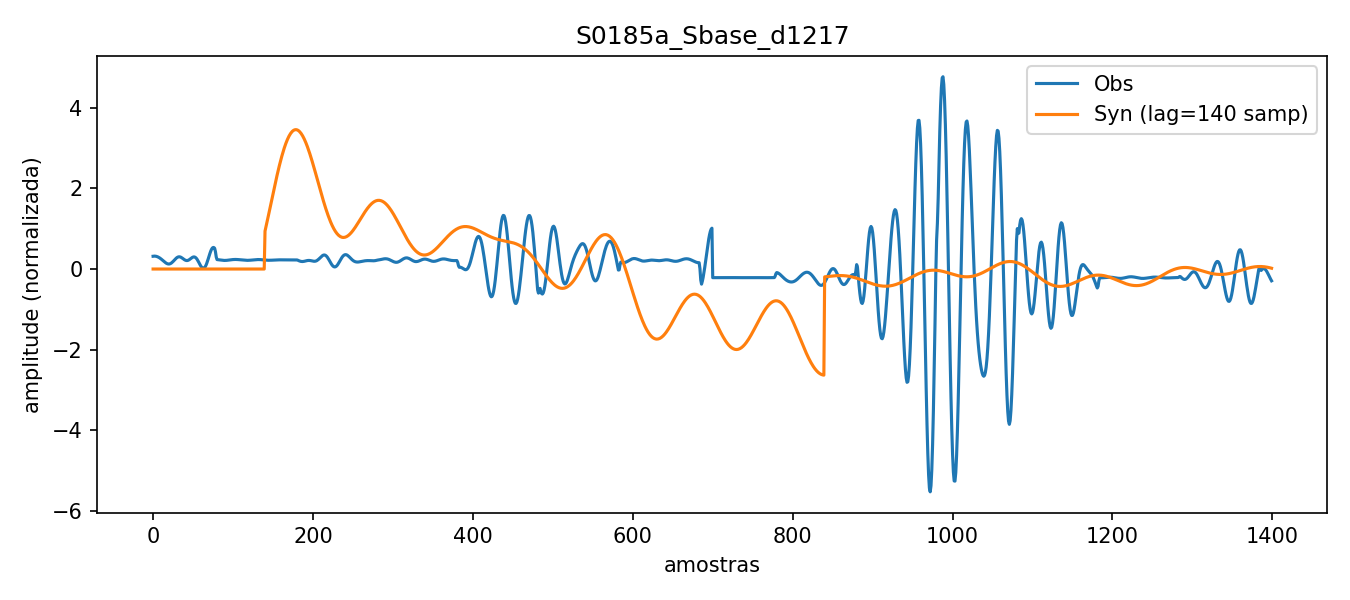 S0185a_Sbase_d1217
Obs
Syn (lag=140 samp)
amplitude (normalizada)
4
2
0
−2
−4
−6
0 200 400 600 800 1000 1200 1400
amostras